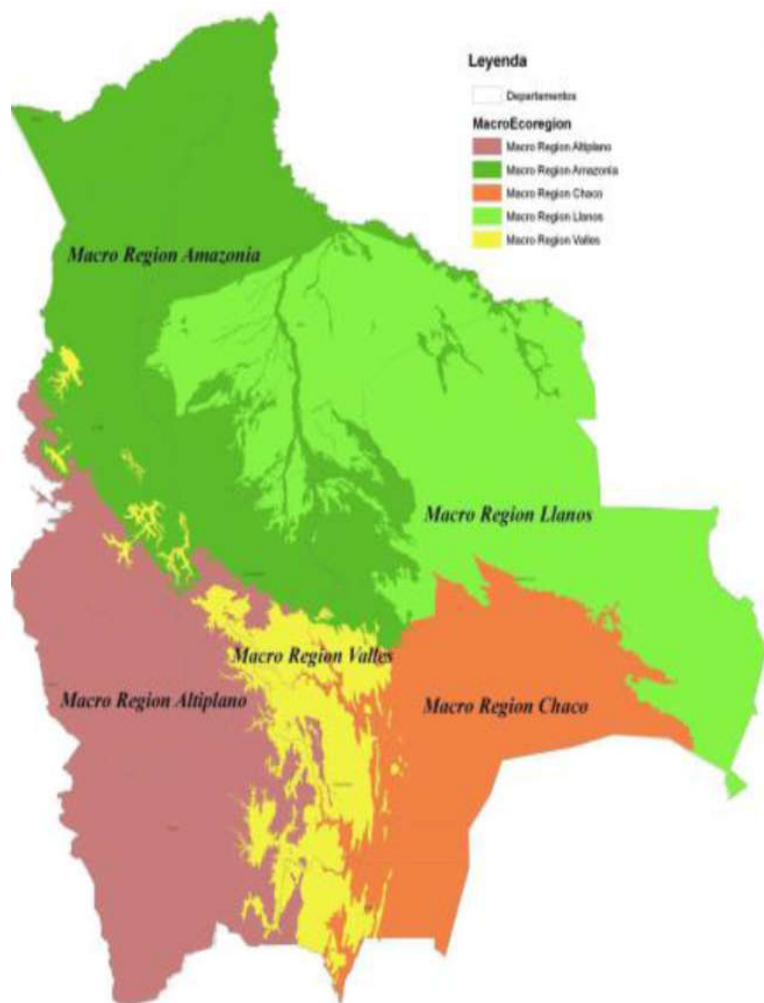 Leyenda
Departamentos
MacroEcoregion
Macro Region Altiplano
Macro Region Amazonia
Macro Region Chaco
Macro Region Llanos
Macro Region Valles
Macro Region Amazonia
Macro Region Llanos
Macro Region Valles
Macro Region Altiplano
Macro Region Chaco